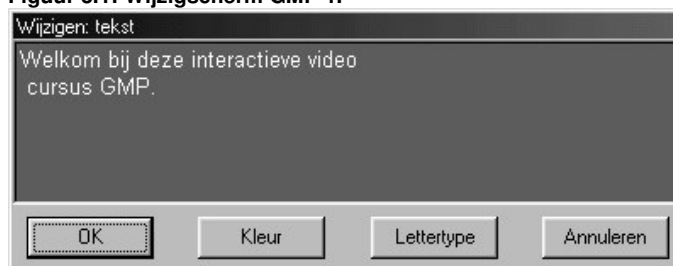 Wijzigen: tekst
Welkom bij deze interactieve video
cursus GMP.
OK Kleur Lettertype Annuleren